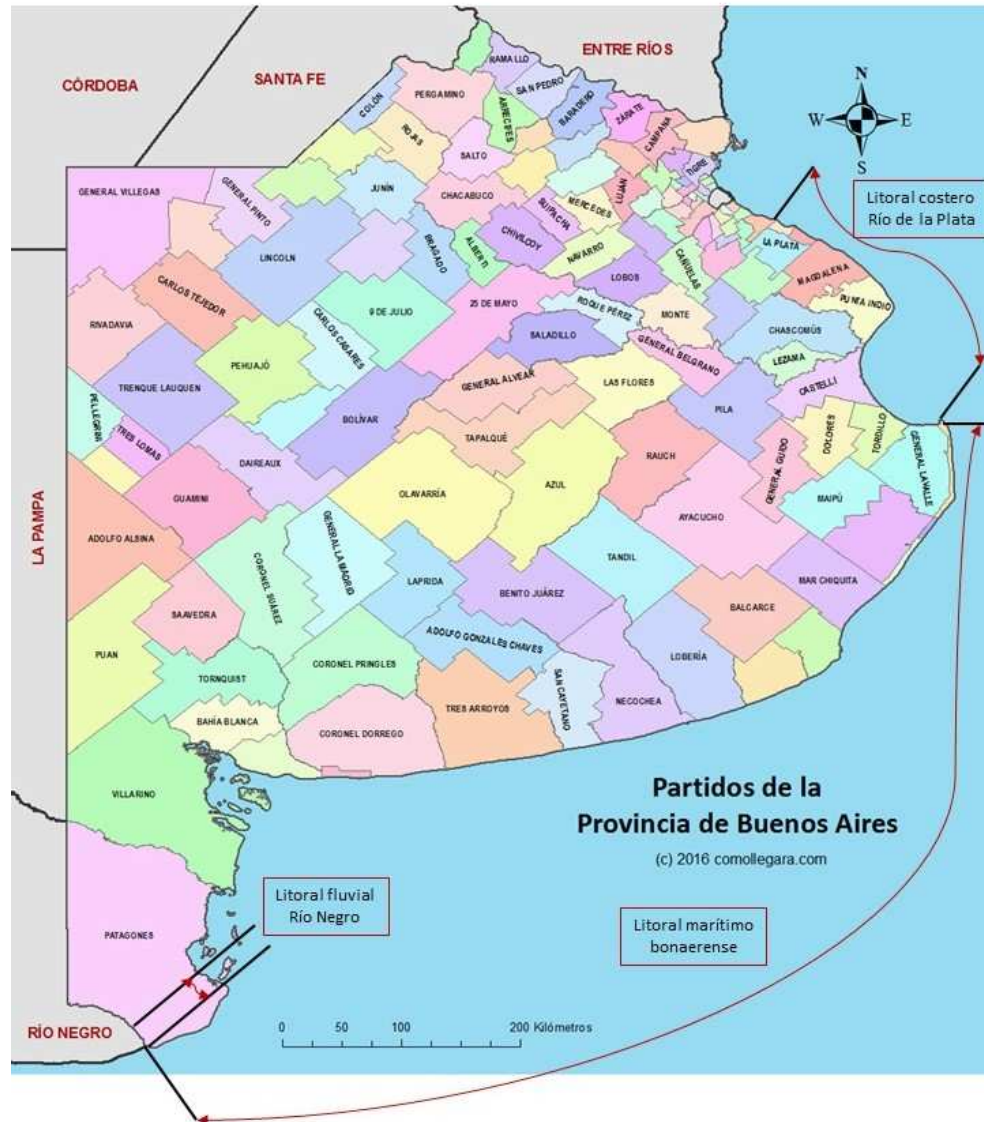 ENTRE RÍOS
CÓRDOBA
SANTA FE
RAMALLO
SAN PEDRO
BARADERO
COLÓN
PERGAMINO
ARRECIFES
ZÁRATE
CAMPANA
ROJAS
SALTO
TIGRE
N
W
E
S
GENERAL VILLEGAS
GENERAL PINTO
JUNÍN
CHACABUCO
SUIPACHA
MERCEDES
LUJÁN
Litoral costero
Río de la Plata
LINCOLN
BRAGADO
ALBERTI
CHIVILCOY
NAVARRO
LOBOS
CAÑUELAS
LA PLATA
MAGDALENA
PUNTA INDIO
CARLOS TEJEDOR
RIVADAVIA
CARLOS CASARES
9 DE JULIO
25 DE MAYO
ROQUE PÉREZ
MONTE
CHASCOMÚS
SALADILLO
GENERAL BELGRANO
LEZAMA
PEHUAJÓ
TRENQUE LAUQUEN
GENERAL ALVEAR
LAS FLORES
CASTELLI
PELLEGRINI
TRES LOMAS
BOLÍVAR
PILA
DOLORES
TORDILLO
GENERAL LAVALLE
TAPALQUÉ
DAIREAUX
RAUCH
GENERAL GUIDO
LA PAMPA
GUAMINI
OLAVARRÍA
AZUL
MAIPÚ
AYACUCHO
ADOLFO ALSINA
GENERAL LA MADRID
CORONEL SUÁREZ
TANDIL
LAPRIDA
BENITO JUÁREZ
MAR CHIQUITA
SAAVEDRA
BALCARCE
ADOLFO GONZALES CHAVES
PUAN
CORONEL PRINGLES
LOBERÍA
TORNQUIST
SAN CAYETANO
NECOCHEA
TRES ARROYOS
BAHÍA BLANCA
CORONEL DORREGO
VILLARINO
Partidos de la
Provincia de Buenos Aires
(c) 2016 comollegara.com
Litoral fluvial
Río Negro
Litoral marítimo
bonaerense
PATAGONES
RÍO NEGRO
0 50 100 200 Kilómetros